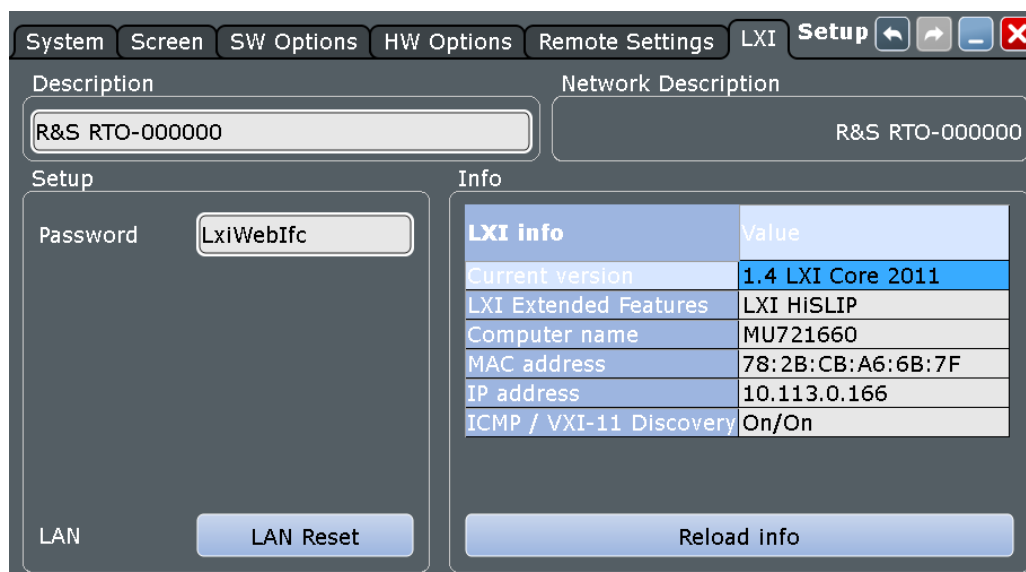 System Screen SW Options HW Options Remote Settings LXI Setup
Description
R&S RTO-000000
Network Description
R&S RTO-000000
Setup
Password LxiWebIfc
LAN LAN Reset
Info
LXI info Value
Current version 1.4 LXI Core 2011
LXI Extended Features LXI HiSLIP
Computer name MU721660
MAC address 78:2B:CB:A6:6B:7F
IP address 10.113.0.166
ICMP / VXI-11 Discovery On/On
Reload info